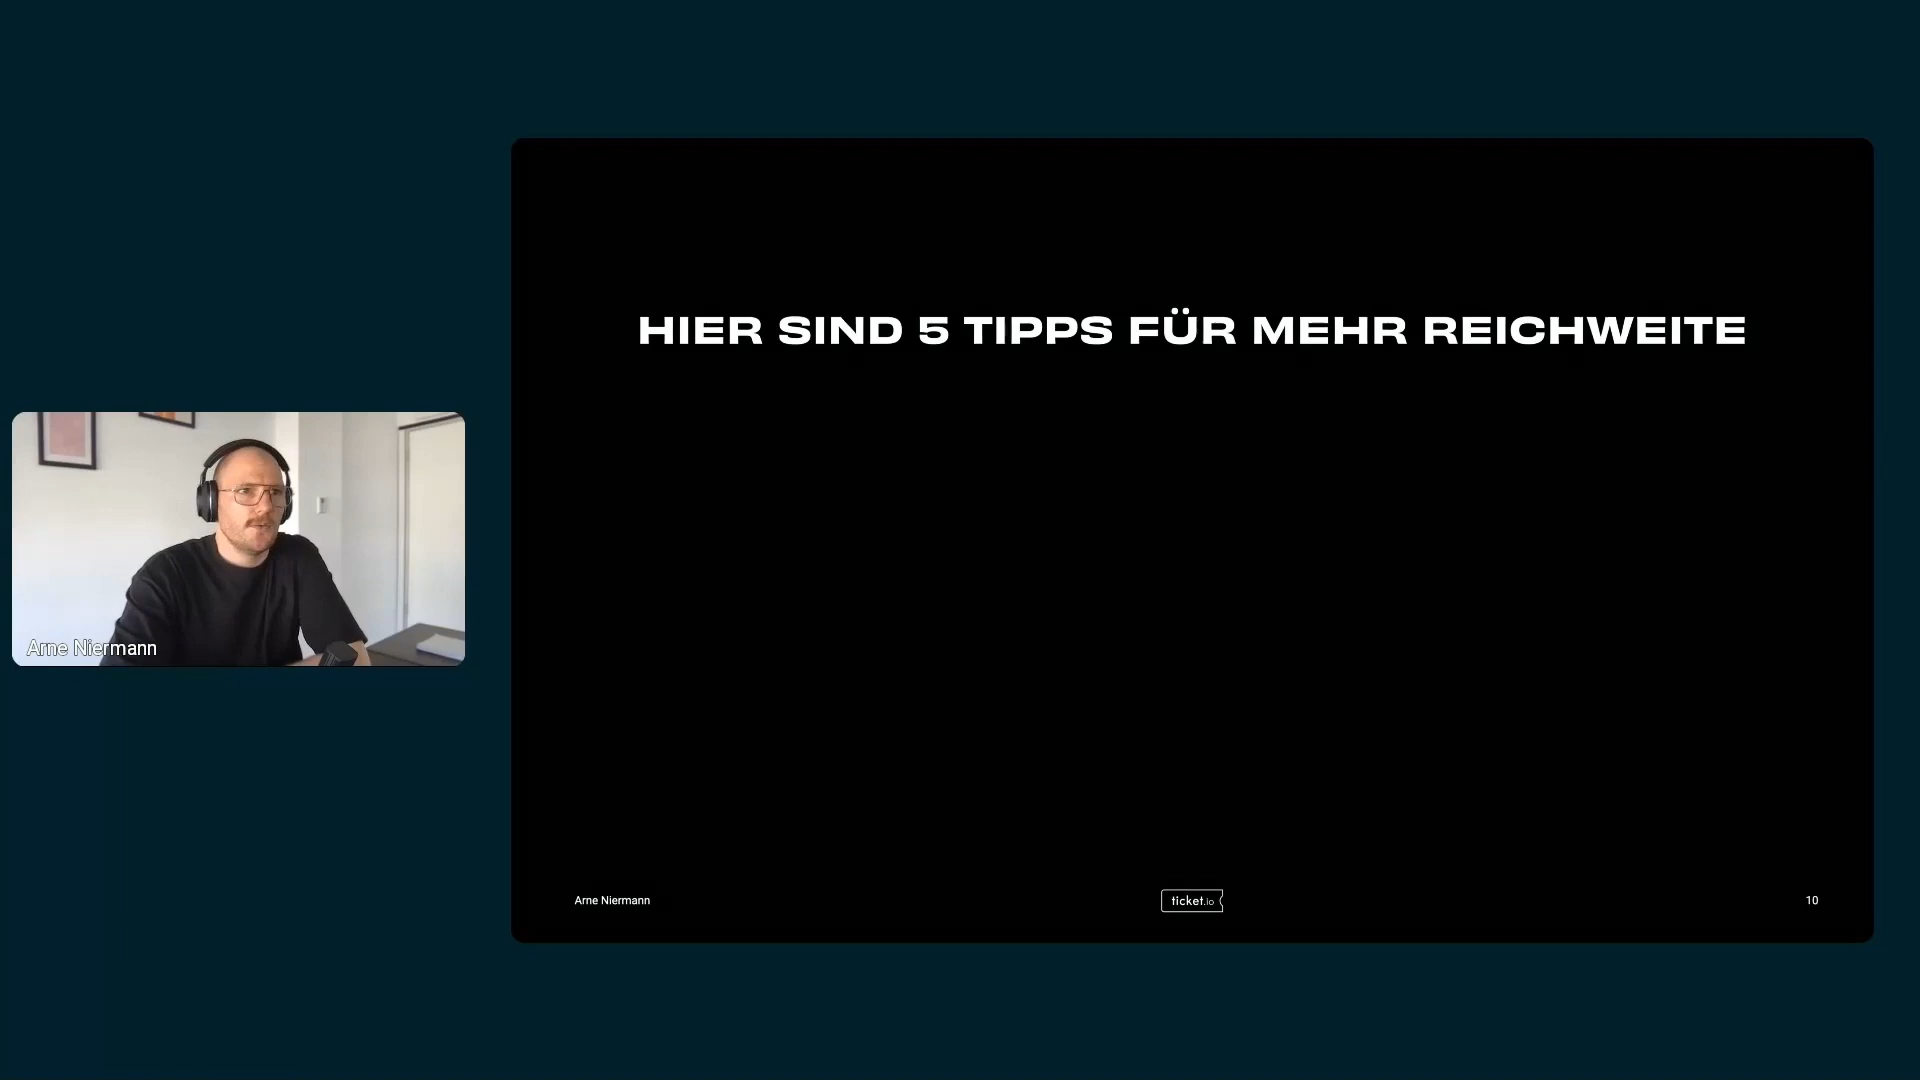 HIER SIND 5 TIPPS FÜR MEHR REICHWEITE
Arne Niermann
Arne Niermann
ticket.io
10